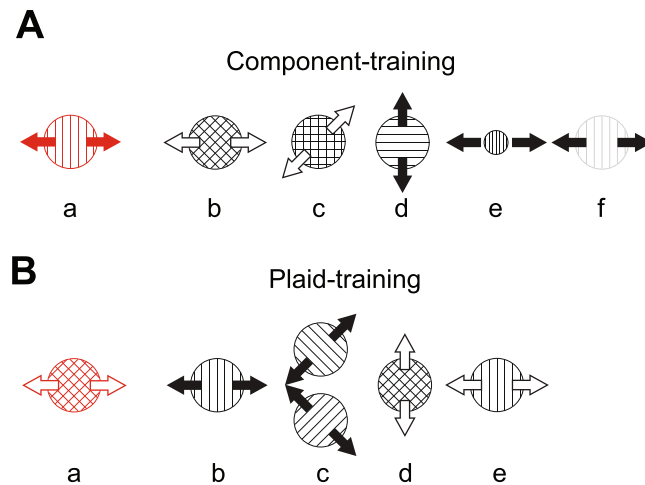 A
Component-training
a b c d e f
B
Plaid-training
a b c d e